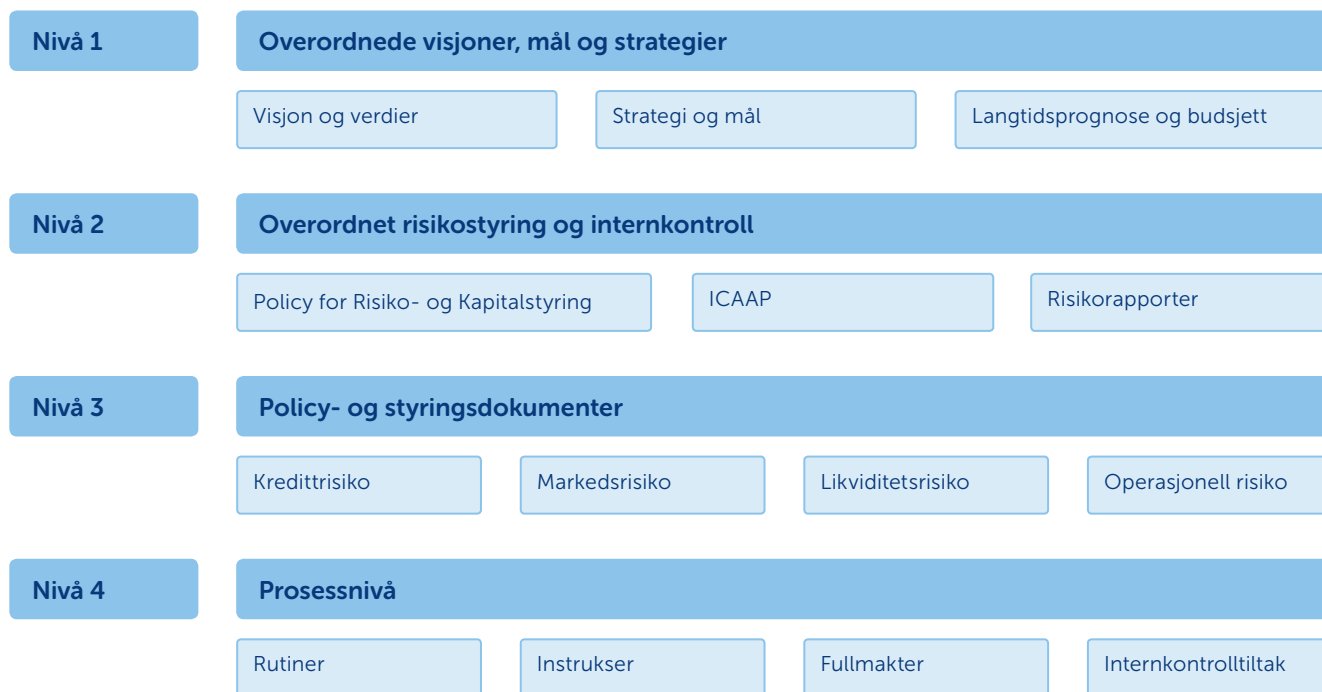 Nivå 1
Overordnede visjoner, mål og strategier
Visjon og verdier
Strategi og mål
Langtidsprognose og budsjett
Nivå 2
Overordnet risikostyring og internkontroll
Policy for Risiko- og Kapitalstyring
ICAAP
Risikorapporter
Nivå 3
Policy- og styringsdokumenter
Kredittrisiko
Markedsrisiko
Likviditetsrisiko
Operasjonell risiko
Nivå 4
Prosessnivå
Rutiner
Instrukser
Fullmakter
Internkontrolltiltak